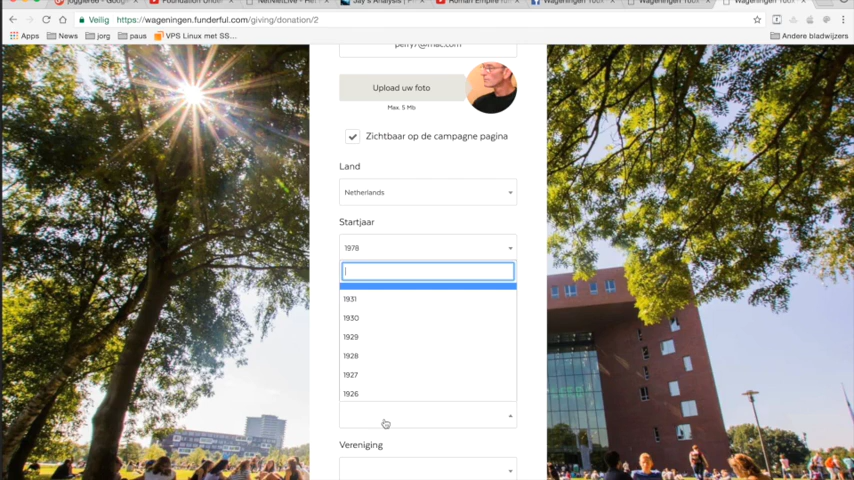 Veilig
https://wageningen.funderful.com/giving/donation/2
Apps
News
jorg
paus
VPS Linux met SS...
Andere bladwijzers
Upload uw foto
Max. 5 Mb
Zichtbaar op de campagne pagina
Land
Netherlands
Startjaar
1978
1931
1930
1929
1928
1927
1926
Vereniging